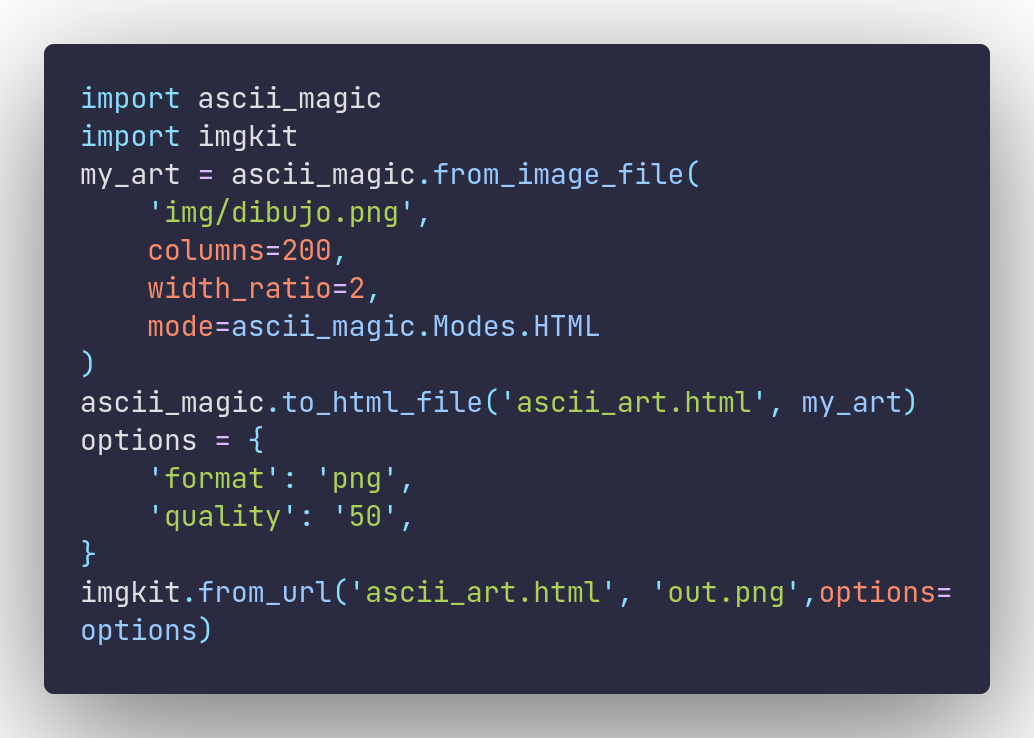 import ascii_magic
import imgkit
my_art = ascii_magic.from_image_file(
    'img/dibujo.png',
    columns=200,
    width_ratio=2,
    mode=ascii_magic.Modes.HTML
)
ascii_magic.to_html_file('ascii_art.html', my_art)
options = {
    'format': 'png',
    'quality': '50',
}
imgkit.from_url('ascii_art.html', 'out.png',options=
options)